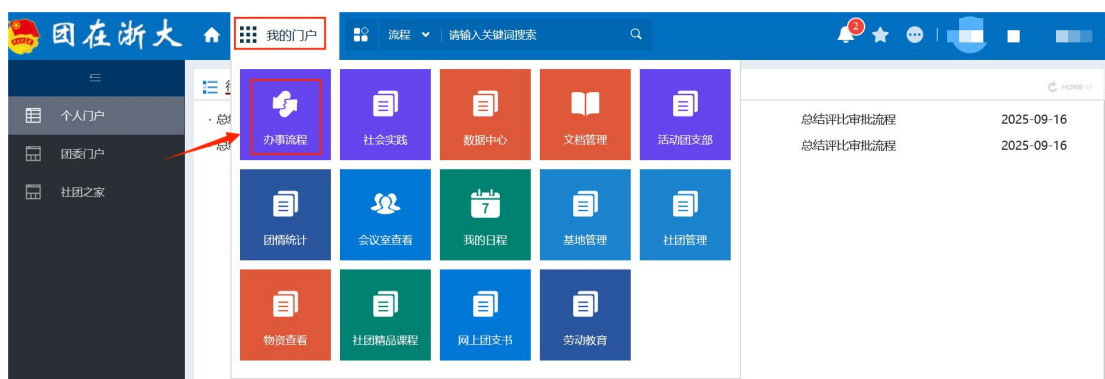 团在浙大 我的门户 流程 请输入关键词搜索 2
MORE >>
个人门户
团委门户
社团之家
办事流程 社会实践 数据中心 文档管理 活动团支部
总结评比审批流程 2025-09-16
总结评比审批流程 2025-09-16
7
团情统计 会议室查看 我的日程 基地管理 社团管理
物资查看 社团精品课程 网上团支书 劳动教育